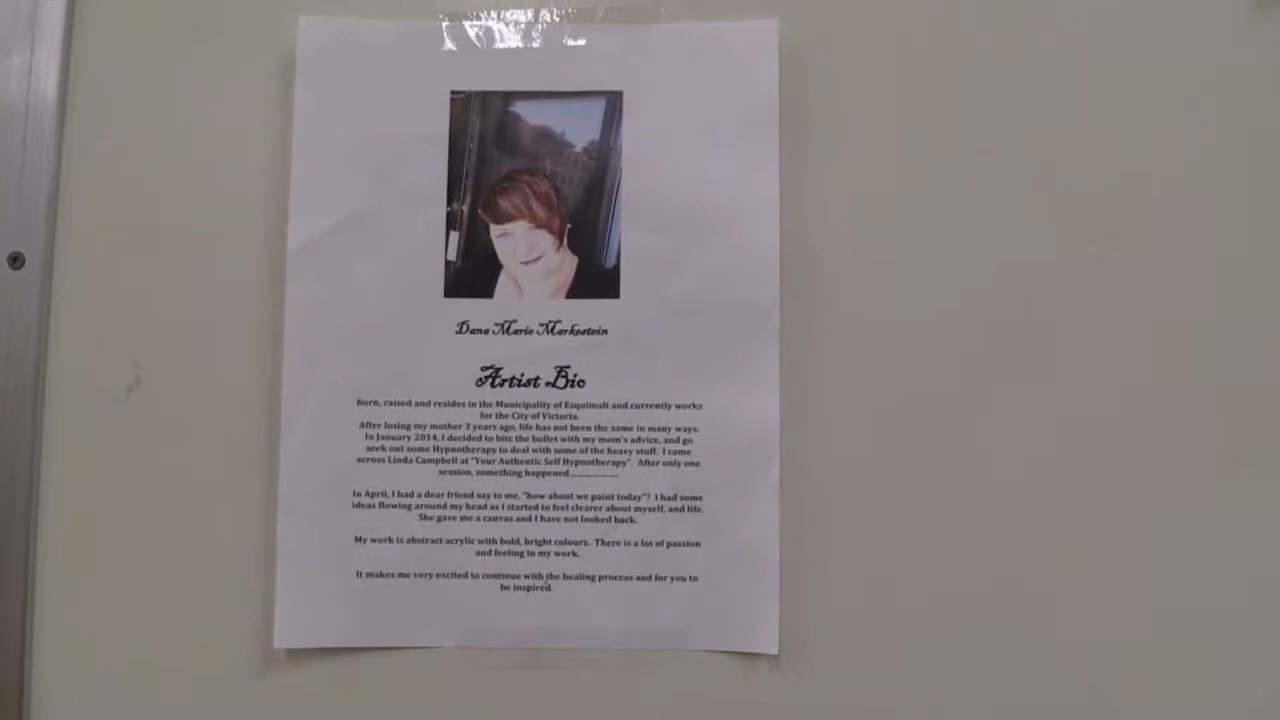 Dana Marie Markestein
Artist Bio
Born, raised and resides in the Municipality of Esquimalt and currently works
for the City of Victoria.
After losing my mother 3 years ago, life has not been the same in many ways.
In January 2014, I decided to bite the bullet with my mom's advice, and go
seek out some Hypnotherapy to deal with some of the heavy stuff. I came
across Linda Campbell at "Your Authentic Self Hypnotherapy". After only one
session, something happened..................
In April, I had a dear friend say to me, "how about we paint today"? I had some
ideas flowing around my head as I started to feel clearer about myself, and life.
She gave me a canvas and I have not looked back.
My work is abstract acrylic with bold, bright colours. There is a lot of passion
and feeling in my work.
It makes me very excited to continue with the healing process and for you to
be inspired.